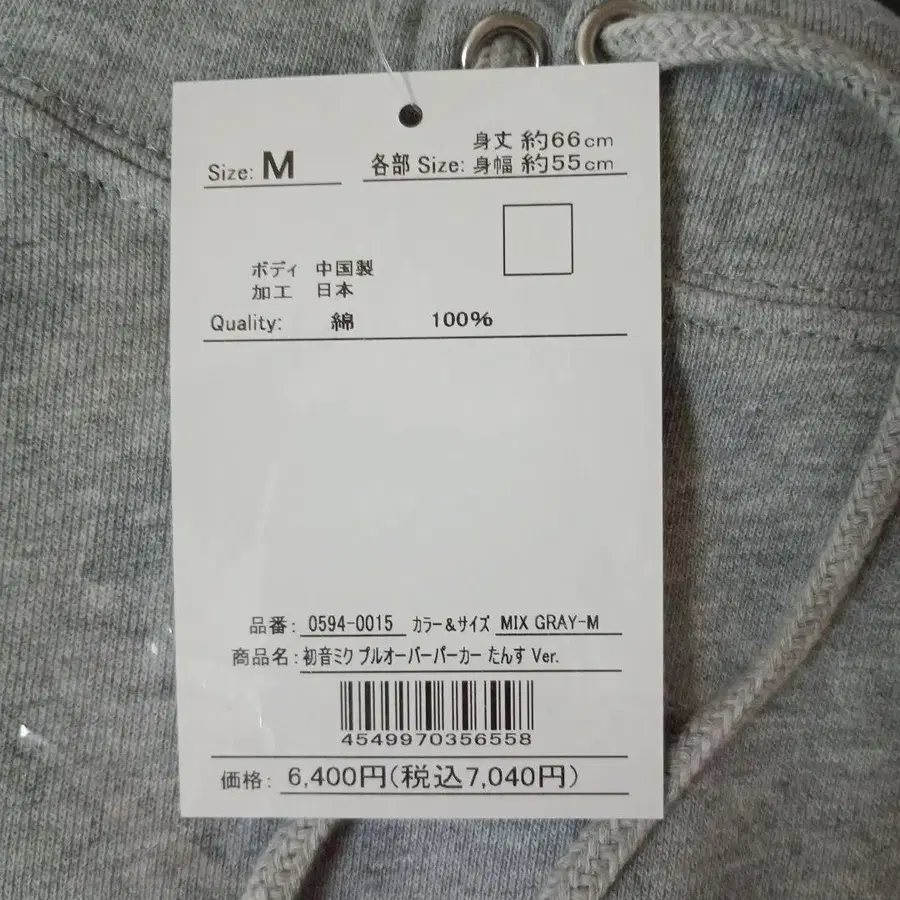 Size: M
身丈 約66cm
各部 Size: 身幅 約55cm
ボディ 中国製
加工 日本
Quality: 綿 100%
品番: 0594-0015 カラー&サイズ MIX GRAY-M
商品名: 初音ミク プルオーバーパーカー たんす Ver.
4549970356558
価格: 6,400円(税込7,040円)